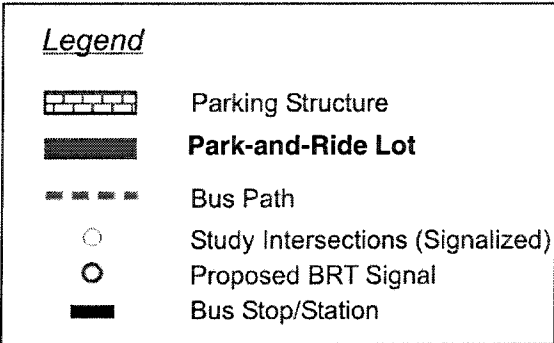 Legend
Parking Structure
Park-and-Ride Lot
Bus Path
Study Intersections (Signalized)
Proposed BRT Signal
Bus Stop/Station